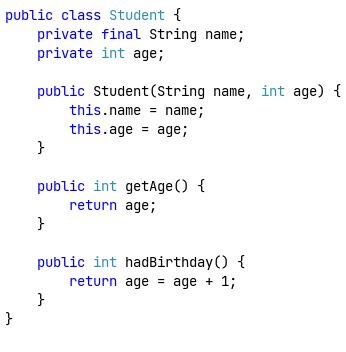 public class Student {
    private final String name;
    private int age;

    public Student(String name, int age) {
        this.name = name;
        this.age = age;
    }

    public int getAge() {
        return age;
    }

    public int hadBirthday() {
        return age = age + 1;
    }
}